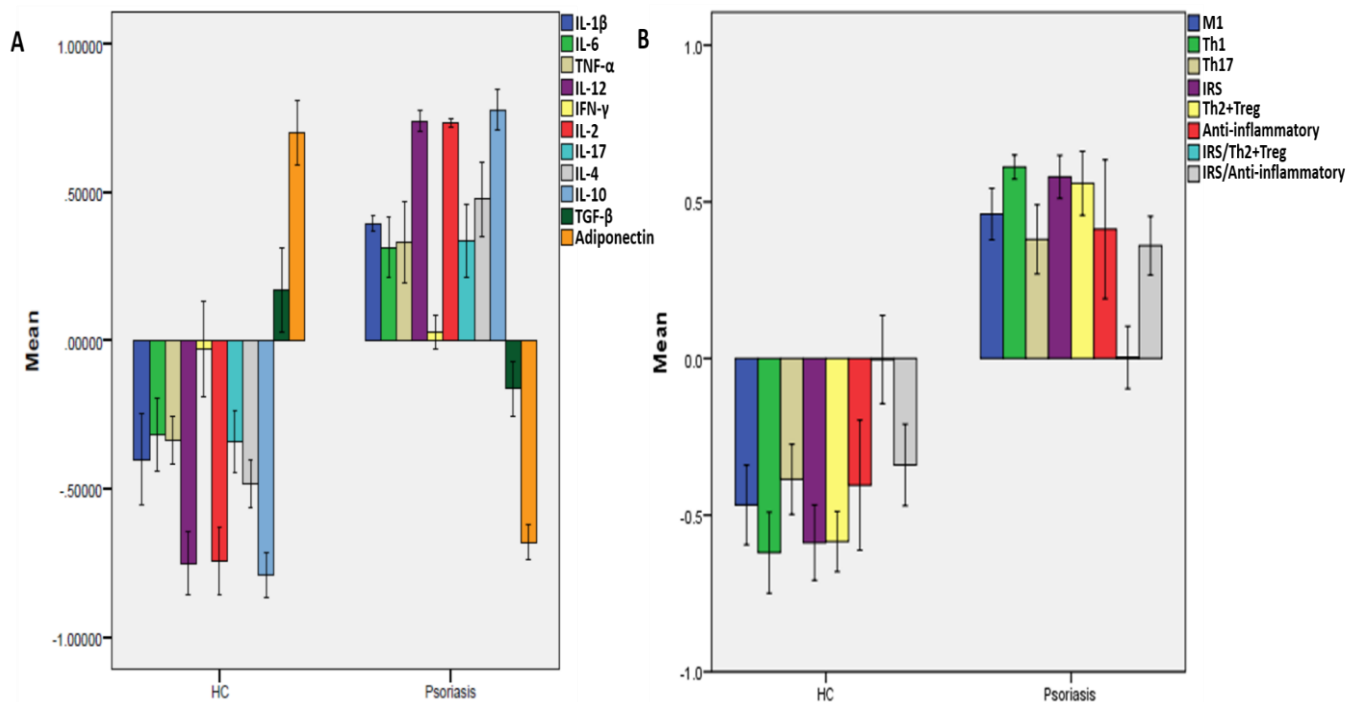 A
Mean
1.00000
.50000
.00000
-.50000
-1.00000
HC
Psoriasis
IL-1β
IL-6
TNF-α
IL-12
IFN-γ
IL-2
IL-17
IL-4
IL-10
TGF-β
Adiponectin
B
Mean
1.0
0.5
0.0
-0.5
-1.0
HC
Psoriasis
M1
Th1
Th17
IRS
Th2+Treg
Anti-inflammatory
IRS/Th2+Treg
IRS/Anti-inflammatory